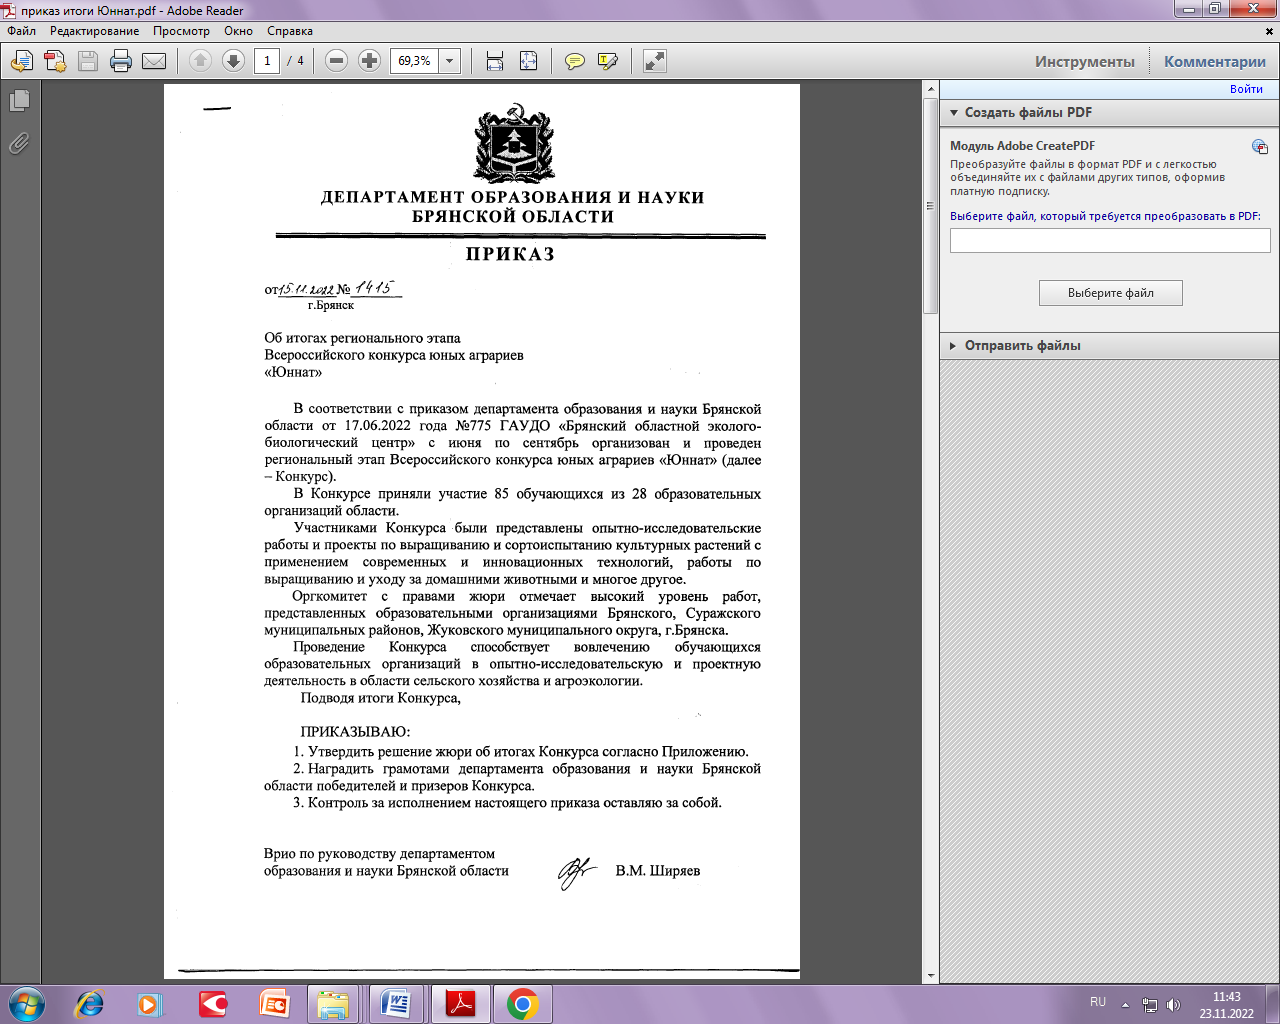 приказ итоги Юннат.pdf - Adobe Reader
Файл Редактирование Просмотр Окно Справка
1 / 4 69,3% Инструменты Комментарии
Войти
Создать файлы PDF
Модуль Adobe CreatePDF
Преобразуйте файлы в формат PDF и с легкостью
объединяйте их с файлами других типов, оформив
платную подписку.
Выберите файл, который требуется преобразовать в PDF:
Выберите файл
Отправить файлы
ДЕПАРТАМЕНТ ОБРАЗОВАНИЯ И НАУКИ
БРЯНСКОЙ ОБЛАСТИ
ПРИКАЗ
от 15.11.2022 № 1415
г.Брянск
Об итогах регионального этапа
Всероссийского конкурса юных аграриев
«Юннат»
В соответствии с приказом департамента образования и науки Брянской
области от 17.06.2022 года №775 ГАУДО «Брянский областной эколого-
биологический центр» с июня по сентябрь организован и проведен
региональный этап Всероссийского конкурса юных аграриев «Юннат» (далее
– Конкурс).
В Конкурсе приняли участие 85 обучающихся из 28 образовательных
организаций области.
Участниками Конкурса были представлены опытно-исследовательские
работы и проекты по выращиванию и сортоиспытанию культурных растений с
применением современных и инновационных технологий, работы по
выращиванию и уходу за домашними животными и многое другое.
Оргкомитет с правами жюри отмечает высокий уровень работ,
представленных образовательными организациями Брянского, Суражского
муниципальных районов, Жуковского муниципального округа, г.Брянска.
Проведение Конкурса способствует вовлечению обучающихся
образовательных организаций в опытно-исследовательскую и проектную
деятельность в области сельского хозяйства и агроэкологии.
Подводя итоги Конкурса,
ПРИКАЗЫВАЮ:
1. Утвердить решение жюри об итогах Конкурса согласно Приложению.
2. Наградить грамотами департамента образования и науки Брянской
области победителей и призеров Конкурса.
3. Контроль за исполнением настоящего приказа оставляю за собой.
Врио по руководству департаментом
образования и науки Брянской области В.М. Ширяев
RU 11:43
23.11.2022